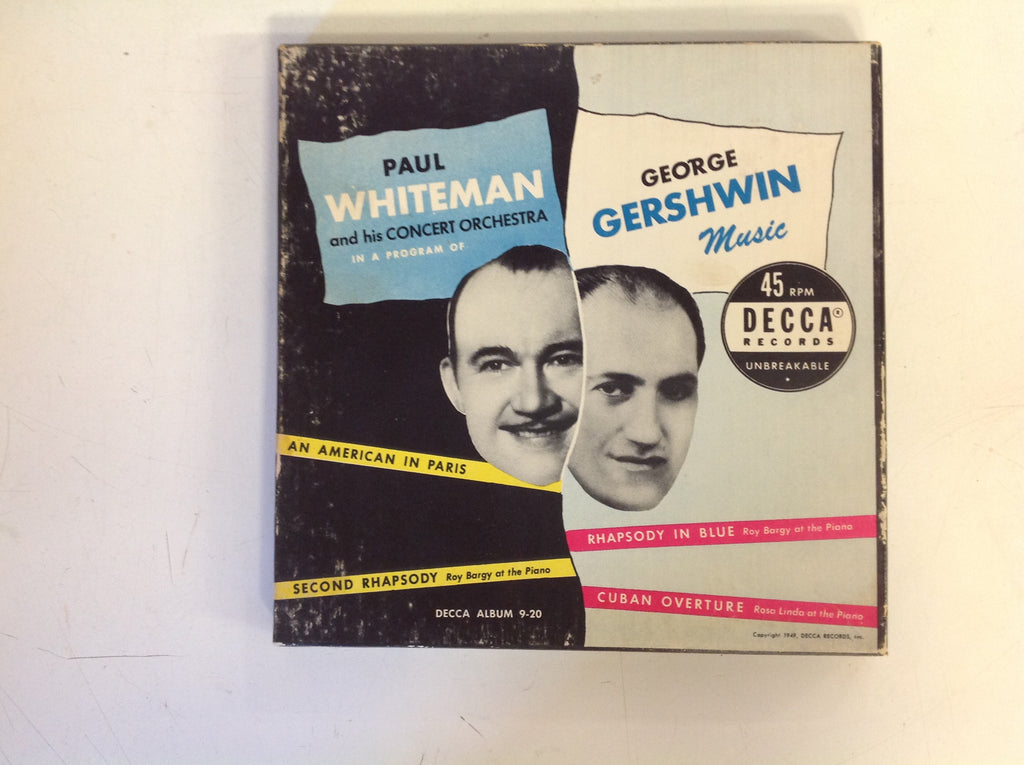 PAUL
WHITEMAN
and his CONCERT ORCHESTRA
IN A PROGRAM OF
GEORGE
GERSHWIN
Music
45 RPM
DECCA®
RECORDS
UNBREAKABLE
AN AMERICAN IN PARIS
RHAPSODY IN BLUE Roy Bargy at the Piano
SECOND RHAPSODY Roy Bargy at the Piano
CUBAN OVERTURE Rosa Linda at the Piano
DECCA ALBUM 9-20
Copyright 1949, DECCA RECORDS, Inc.